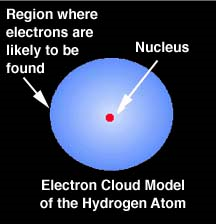 Region where
electrons are
likely to be
found
Nucleus
Electron Cloud Model
of the Hydrogen Atom